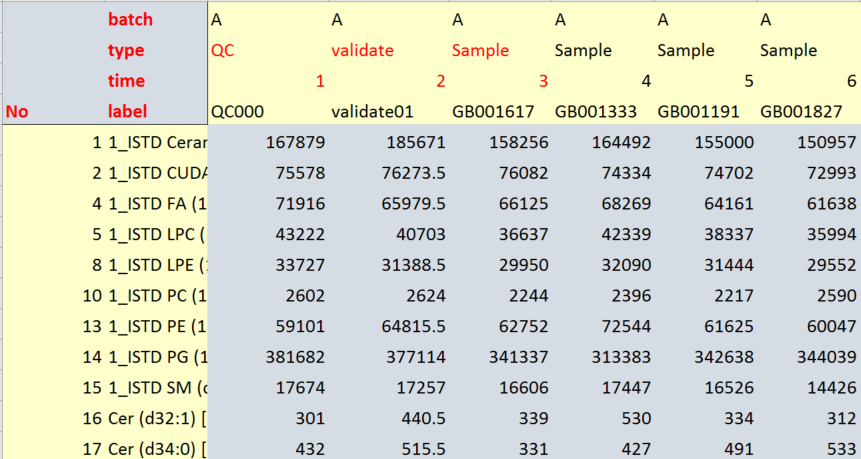 batch A A A A A A
type QC validate Sample Sample Sample Sample
time 1 2 3 4 5 6
No label QC000 validate01 GB001617 GB001333 GB001191 GB001827
1 1_ISTD Cerar 167879 185671 158256 164492 155000 150957
2 1_ISTD CUDA 75578 76273.5 76082 74334 74702 72993
4 1_ISTD FA (1 71916 65979.5 66125 68269 64161 61638
5 1_ISTD LPC ( 43222 40703 36637 42339 38337 35994
8 1_ISTD LPE (1 33727 31388.5 29950 32090 31444 29552
10 1_ISTD PC (1 2602 2624 2244 2396 2217 2590
13 1_ISTD PE (1 59101 64815.5 62752 72544 61625 60047
14 1_ISTD PG (1 381682 377114 341337 313383 342638 344039
15 1_ISTD SM (d 17674 17257 16606 17447 16526 14426
16 Cer (d32:1) [ 301 440.5 339 530 334 312
17 Cer (d34:0) [ 432 515.5 331 427 491 533